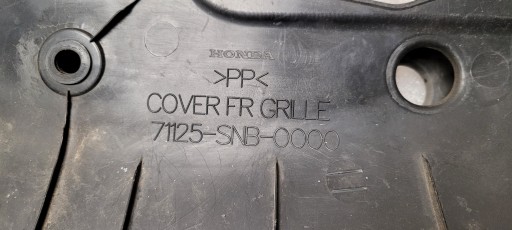 HONDA
>PP<
COVER FR GRILLE
71125-SNB-0000